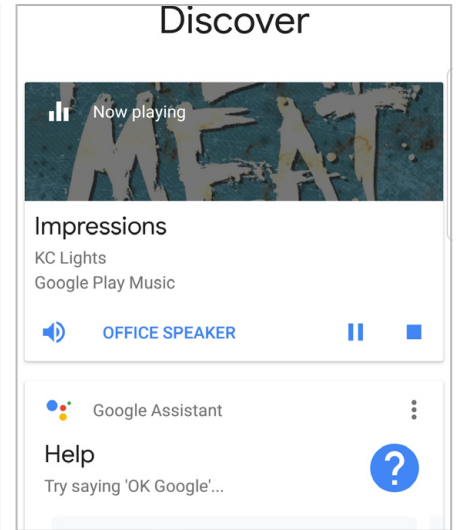 Discover
Now playing
MEAT
Impressions
KC Lights
Google Play Music
OFFICE SPEAKER
Google Assistant
Help
?
Try saying 'OK Google'...